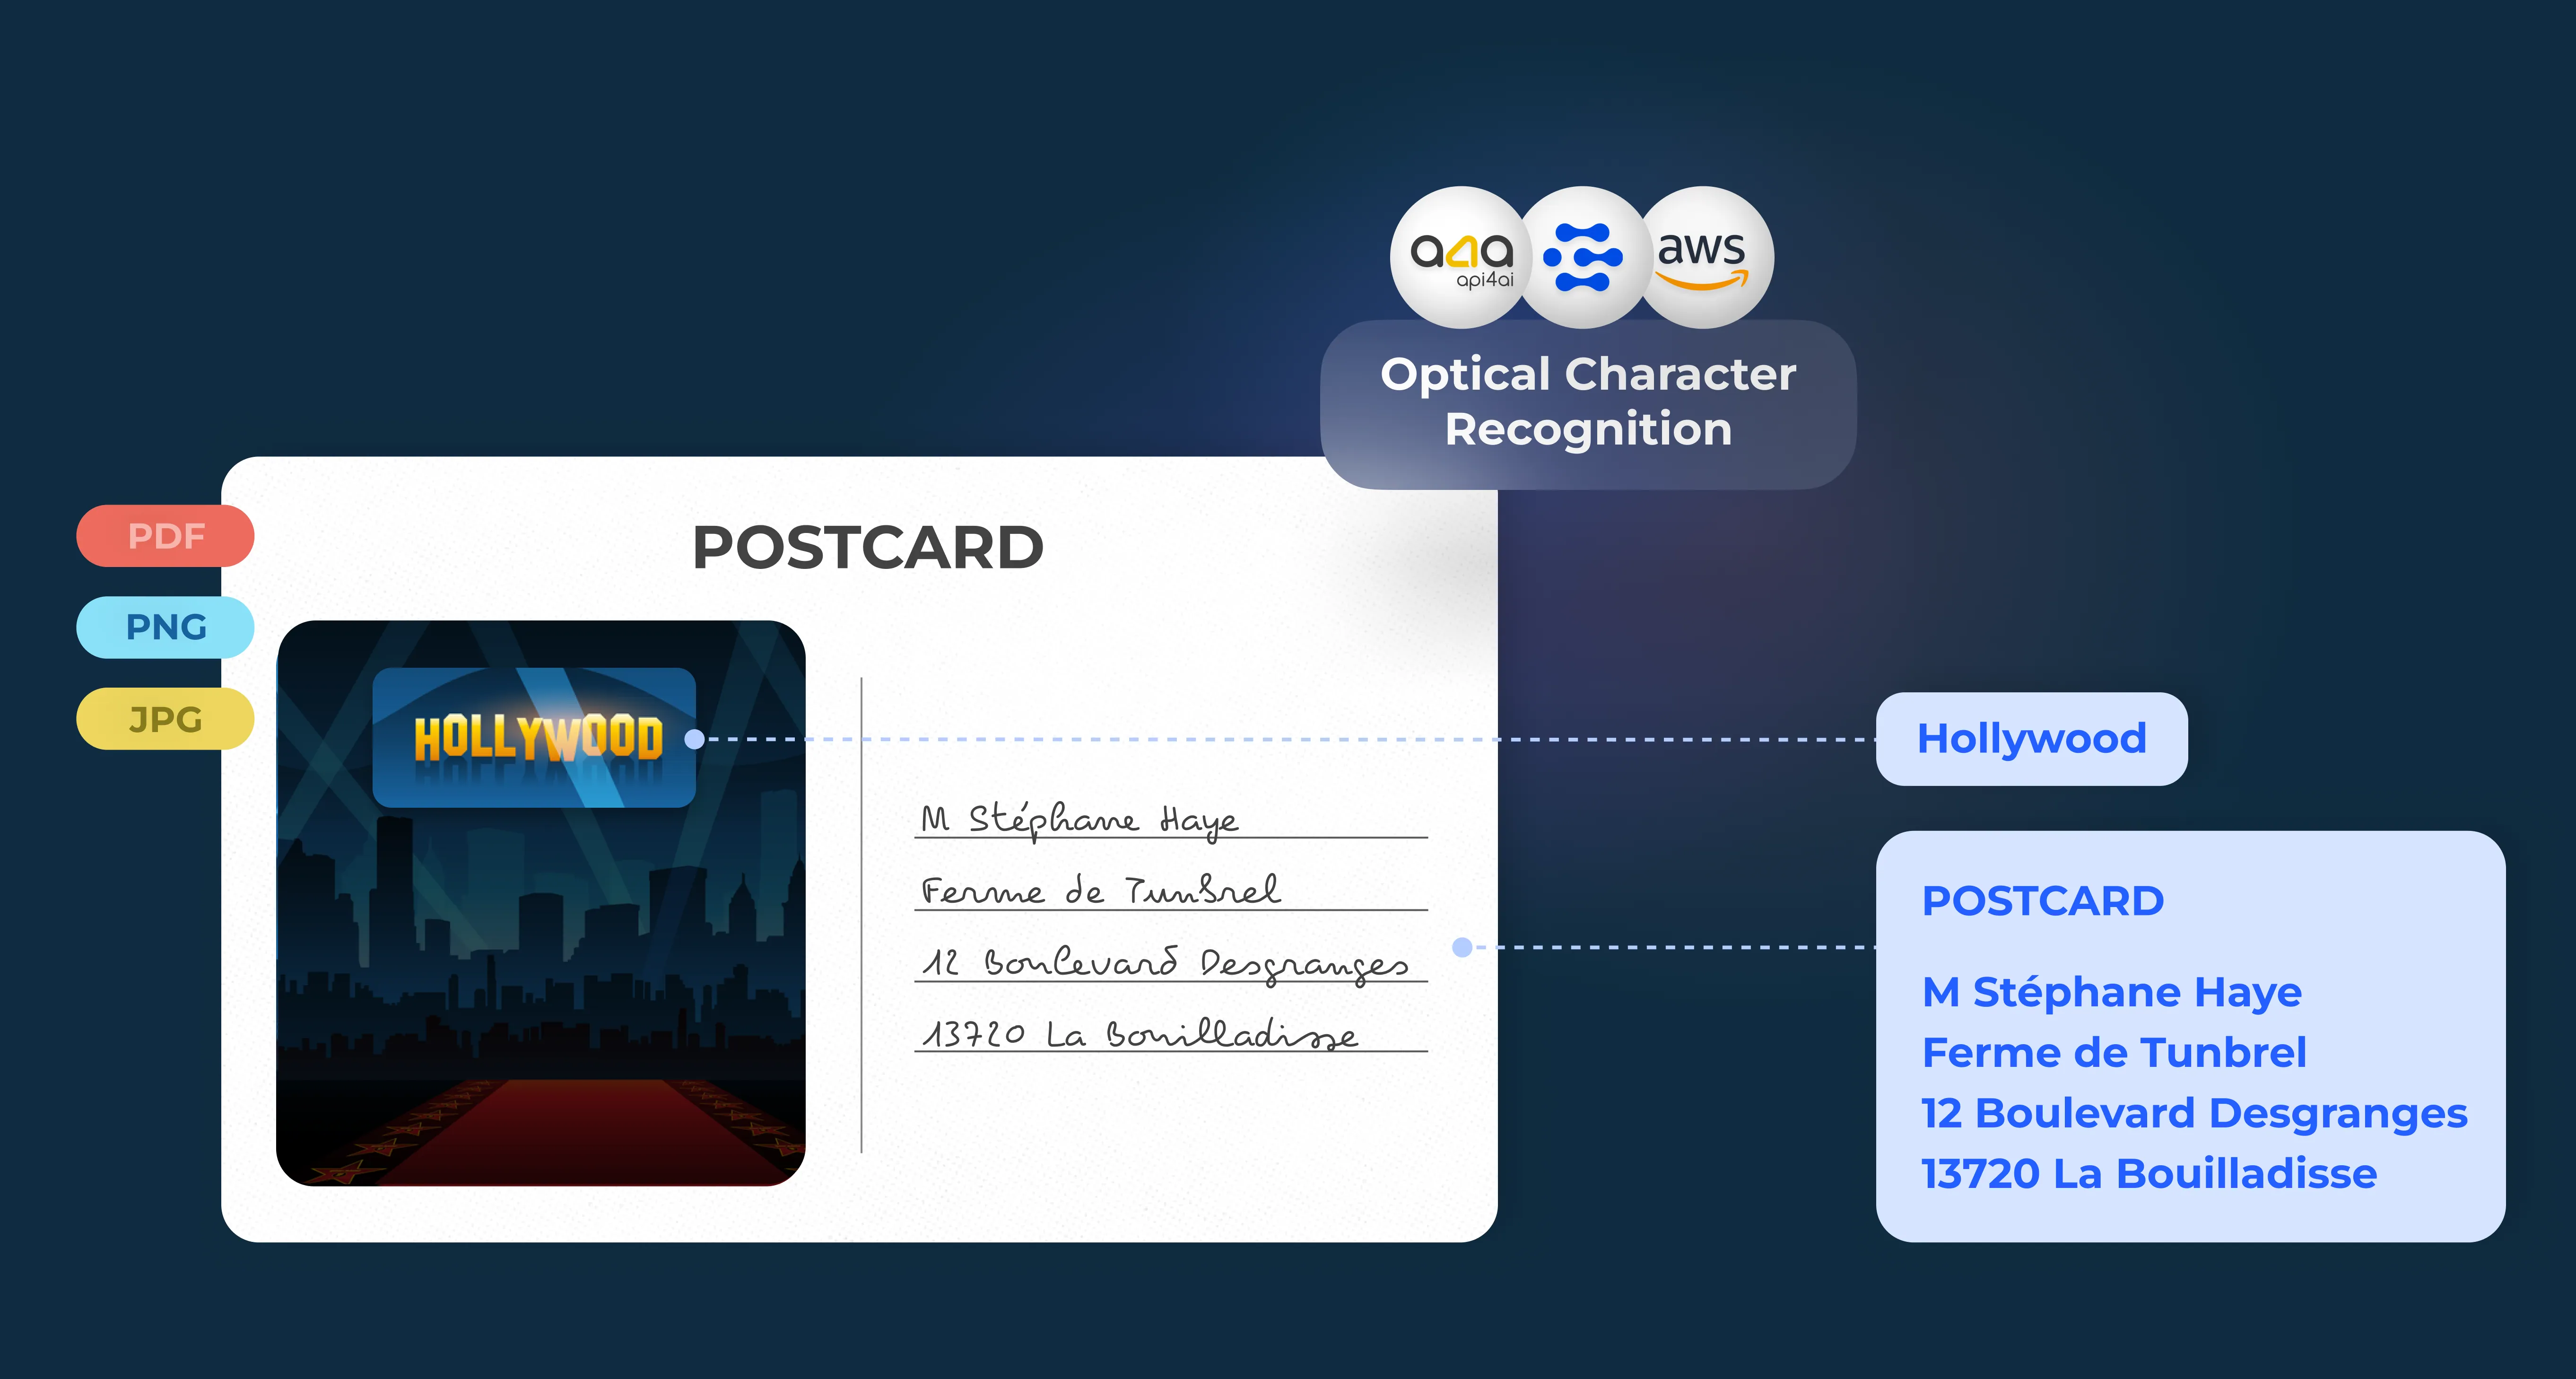 a4a
api4ai
aws
Optical Character
Recognition
PDF
PNG
JPG
POSTCARD
HOLLYWOOD
M Stéphane Haye
Ferme de Tunbrel
12 Boulevard Desgranges
13720 La Bouilladisse
Hollywood
POSTCARD
M Stéphane Haye
Ferme de Tunbrel
12 Boulevard Desgranges
13720 La Bouilladisse